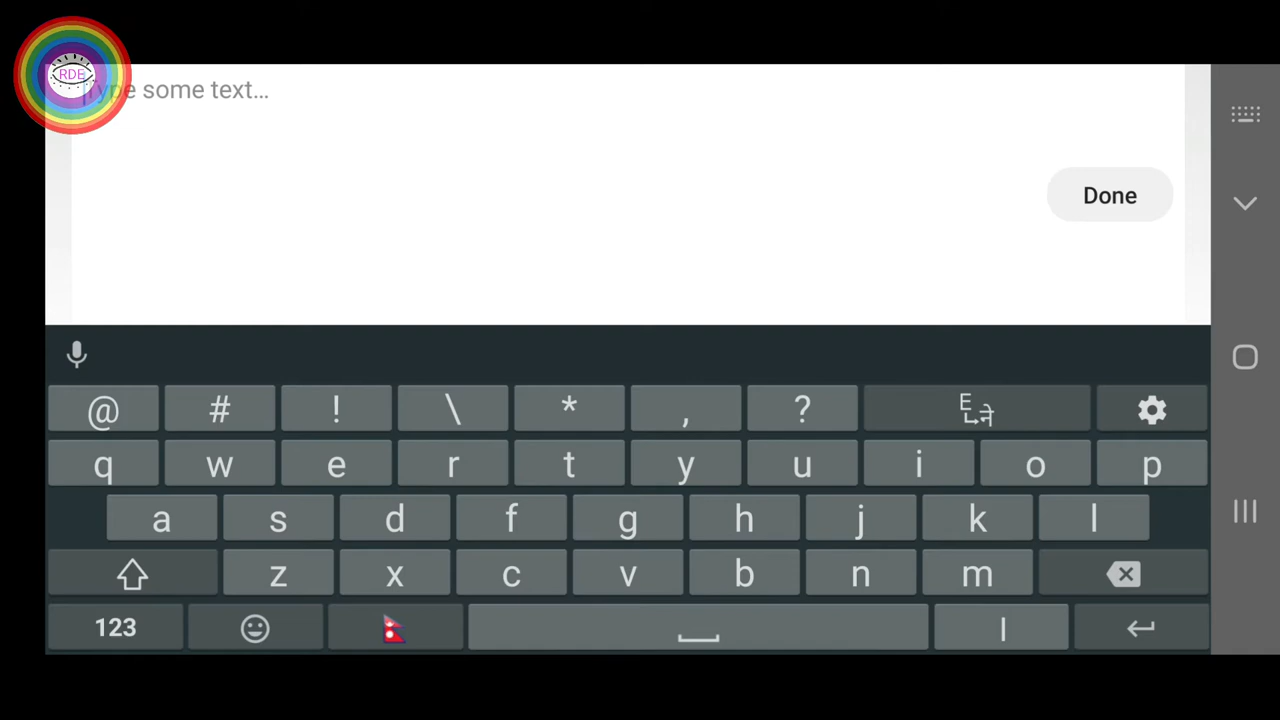 RDE
Type some text...
Done
@ # ! \ * , ? E ने
q w e r t y u i o p
a s d f g h j k l
z x c v b n m
123 |